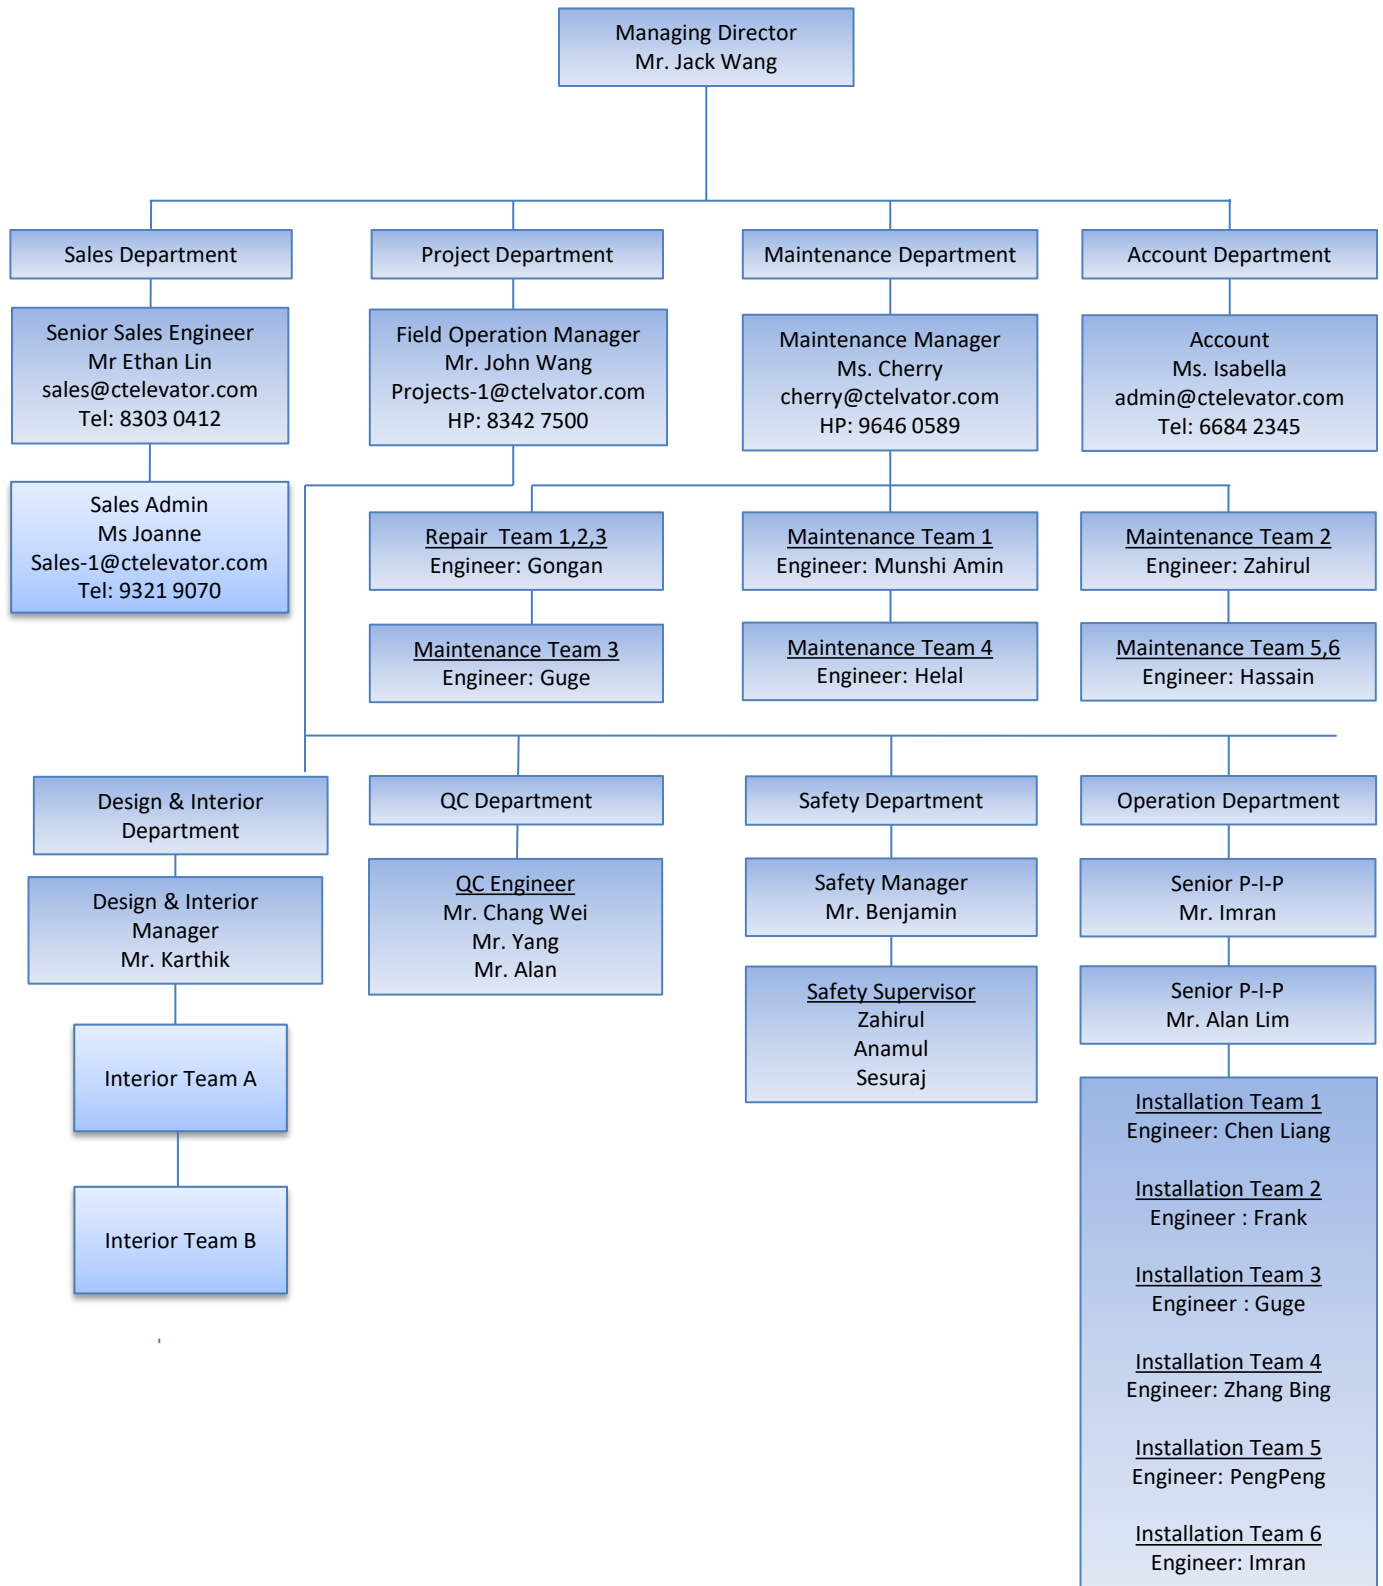 Managing Director
Mr. Jack Wang
Sales Department
Project Department
Maintenance Department
Account Department
Senior Sales Engineer
Mr Ethan Lin
sales@ctelevator.com
Tel: 8303 0412
Field Operation Manager
Mr. John Wang
Projects-1@ctelvator.com
HP: 8342 7500
Maintenance Manager
Ms. Cherry
cherry@ctelvator.com
HP: 9646 0589
Account
Ms. Isabella
admin@ctelevator.com
Tel: 6684 2345
Sales Admin
Ms Joanne
Sales-1@ctelevator.com
Tel: 9321 9070
Repair Team 1,2,3
Engineer: Gongan
Maintenance Team 1
Engineer: Munshi Amin
Maintenance Team 2
Engineer: Zahirul
Maintenance Team 3
Engineer: Guge
Maintenance Team 4
Engineer: Helal
Maintenance Team 5,6
Engineer: Hassain
Design & Interior
Department
QC Department
Safety Department
Operation Department
Design & Interior
Manager
Mr. Karthik
QC Engineer
Mr. Chang Wei
Mr. Yang
Mr. Alan
Safety Manager
Mr. Benjamin
Senior P-I-P
Mr. Imran
Safety Supervisor
Zahirul
Anamul
Sesuraj
Senior P-I-P
Mr. Alan Lim
Interior Team A
Interior Team B
Installation Team 1
Engineer: Chen Liang
Installation Team 2
Engineer : Frank
Installation Team 3
Engineer : Guge
Installation Team 4
Engineer: Zhang Bing
Installation Team 5
Engineer: PengPeng
Installation Team 6
Engineer: Imran